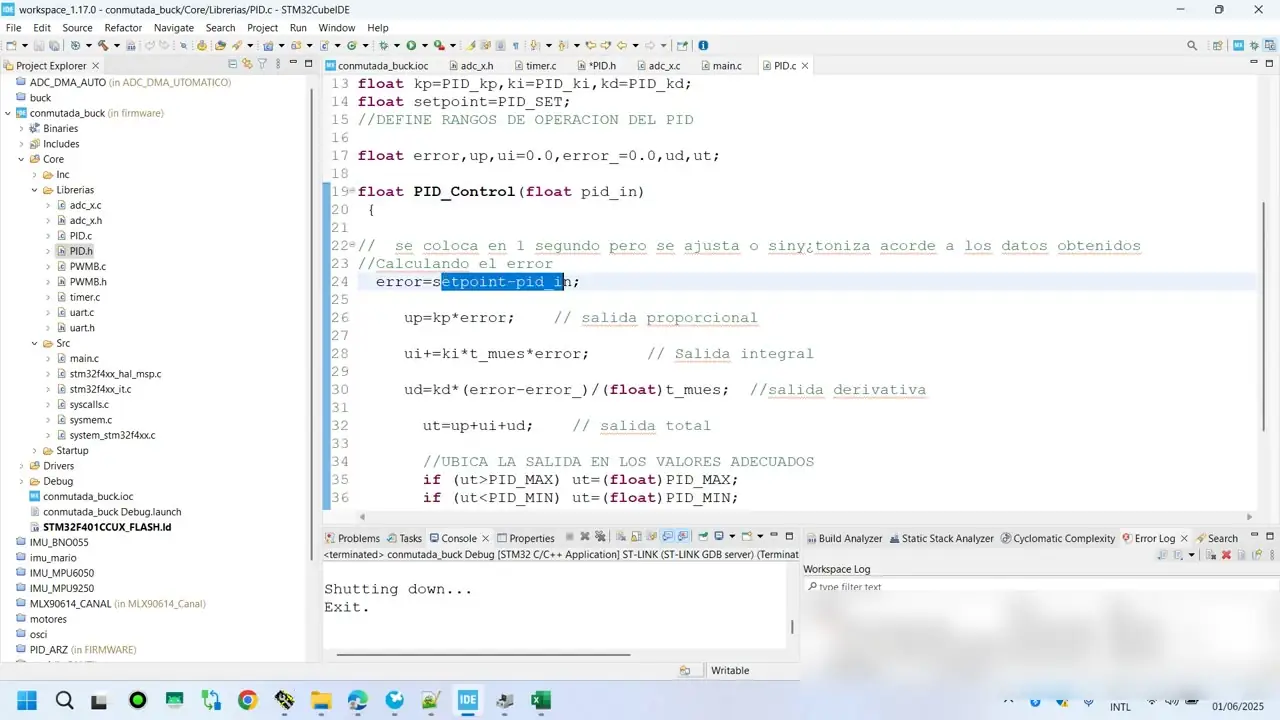 workspace_1.17.0 - conmutada_buck/Core/Librerias/PID.c - STM32CubeIDE
File Edit Source Refactor Navigate Search Project Run Window Help
Project Explorer
conmutada_buck.ioc adc_x.h timer.c *PID.h adc_x.c main.c PID.c
ADC_DMA_AUTO (in ADC_DMA_UTOMATICO)
buck
conmutada_buck (in firmware)
Binaries
Includes
Core
Inc
Librerias
adc_x.c
adc_x.h
PID.c
PID.h
PWMB.c
PWMB.h
timer.c
uart.c
uart.h
Src
main.c
stm32f4xx_hal_msp.c
stm32f4xx_it.c
syscalls.c
sysmem.c
system_stm32f4xx.c
Startup
Drivers
Debug
conmutada_buck.ioc
conmutada_buck Debug.launch
STM32F401CCUX_FLASH.ld
IMU_BNO055
imu_mario
IMU_MPU6050
IMU_MPU9250
MLX90614_CANAL (in MLX90614_Canal)
motores
osci
PID_ARZ (in FIRMWARE)
13 float kp=PID_kp,ki=PID_ki,kd=PID_kd;
14 float setpoint=PID_SET;
15 //DEFINE RANGOS DE OPERACION DEL PID
16
17 float error,up,ui=0.0,error_=0.0,ud,ut;
18
19 float PID_Control(float pid_in)
20 {
21
22 // se coloca en 1 segundo pero se ajusta o siny¿toniza acorde a los datos obtenidos
23 //Calculando el error
24 error=setpoint-pid_in;
25
26 up=kp*error; // salida proporcional
27
28 ui+=ki*t_mues*error; // Salida integral
29
30 ud=kd*(error-error_)/(float)t_mues; //salida derivativa
31
32 ut=up+ui+ud; // salida total
33
34 //UBICA LA SALIDA EN LOS VALORES ADECUADOS
35 if (ut>PID_MAX) ut=(float)PID_MAX;
36 if (ut<PID_MIN) ut=(float)PID_MIN;
Problems Tasks Console Properties
<terminated> conmutada_buck Debug [STM32 C/C++ Application] ST-LINK (ST-LINK GDB server) (Terminat
Shutting down...
Exit.
Build Analyzer Static Stack Analyzer Cyclomatic Complexity Error Log Search
Workspace Log
type filter text
Writable
IDE
INTL
01/06/2025